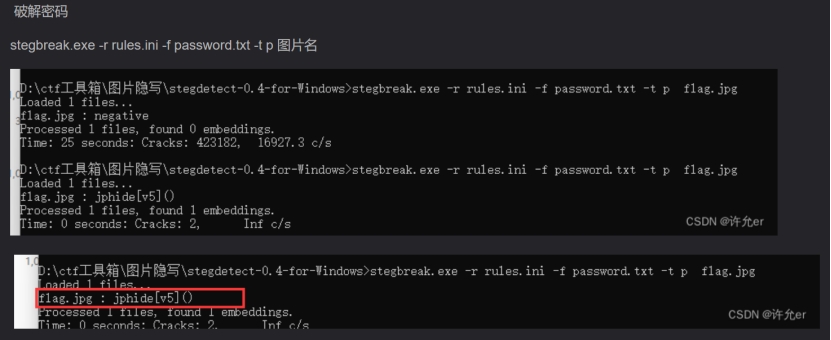 破解密码
stegbreak.exe -r rules.ini -f password.txt -t p 图片名
D:\ctf工具箱\图片隐写\stegdetect-0.4-for-Windows>stegbreak.exe -r rules.ini -f password.txt -t p  flag.jpg
Loaded 1 files...
flag.jpg : negative
Processed 1 files, found 0 embeddings.
Time: 25 seconds: Cracks: 423182,  16927.3 c/s
D:\ctf工具箱\图片隐写\stegdetect-0.4-for-Windows>stegbreak.exe -r rules.ini -f password.txt -t p  flag.jpg
Loaded 1 files...
flag.jpg : jphide[v5]()
Processed 1 files, found 1 embeddings.
Time: 0 seconds: Cracks: 2,      Inf c/s
CSDN @许允er
D:\ctf工具箱\图片隐写\stegdetect-0.4-for-Windows>stegbreak.exe -r rules.ini -f password.txt -t p  flag.jpg
Loaded 1 files...
flag.jpg : jphide[v5]()
Processed 1 files, found 1 embeddings.
Time: 0 seconds: Cracks: 2,      Inf c/s
CSDN @许允er